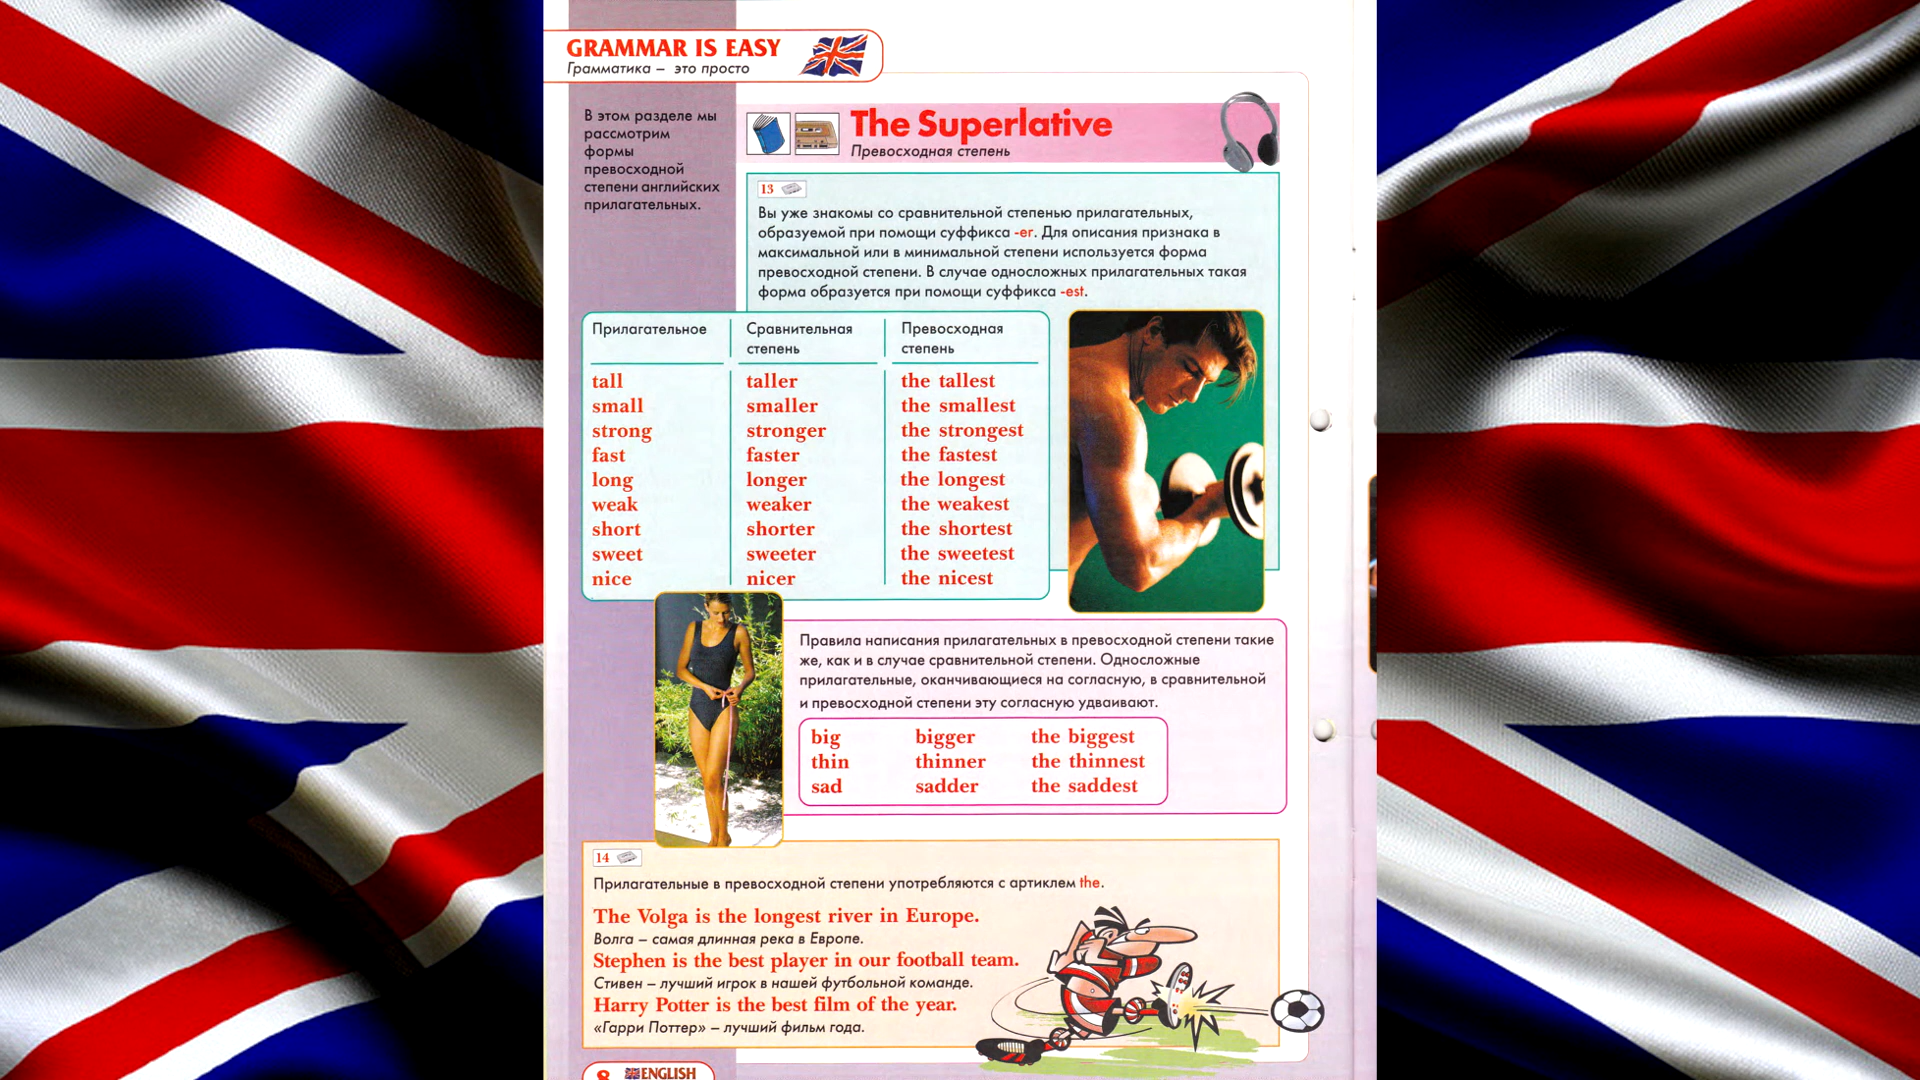 GRAMMAR IS EASY
Грамматика – это просто
В этом разделе мы
рассмотрим
формы
превосходной
степени английских
прилагательных.
The Superlative
Превосходная степень
13
Вы уже знакомы со сравнительной степенью прилагательных,
образуемой при помощи суффикса -er. Для описания признака в
максимальной или в минимальной степени используется форма
превосходной степени. В случае односложных прилагательных такая
форма образуется при помощи суффикса -est.
Прилагательное Сравнительная степень Превосходная степень
tall taller the tallest
small smaller the smallest
strong stronger the strongest
fast faster the fastest
long longer the longest
weak weaker the weakest
short shorter the shortest
sweet sweeter the sweetest
nice nicer the nicest
Правила написания прилагательных в превосходной степени такие
же, как и в случае сравнительной степени. Односложные
прилагательные, оканчивающиеся на согласную, в сравнительной
и превосходной степени эту согласную удваивают.
big bigger the biggest
thin thinner the thinnest
sad sadder the saddest
14
Прилагательные в превосходной степени употребляются с артиклем the.
The Volga is the longest river in Europe.
Волга – самая длинная река в Европе.
Stephen is the best player in our football team.
Стивен – лучший игрок в нашей футбольной команде.
Harry Potter is the best film of the year.
«Гарри Поттер» – лучший фильм года.
8 ENGLISH